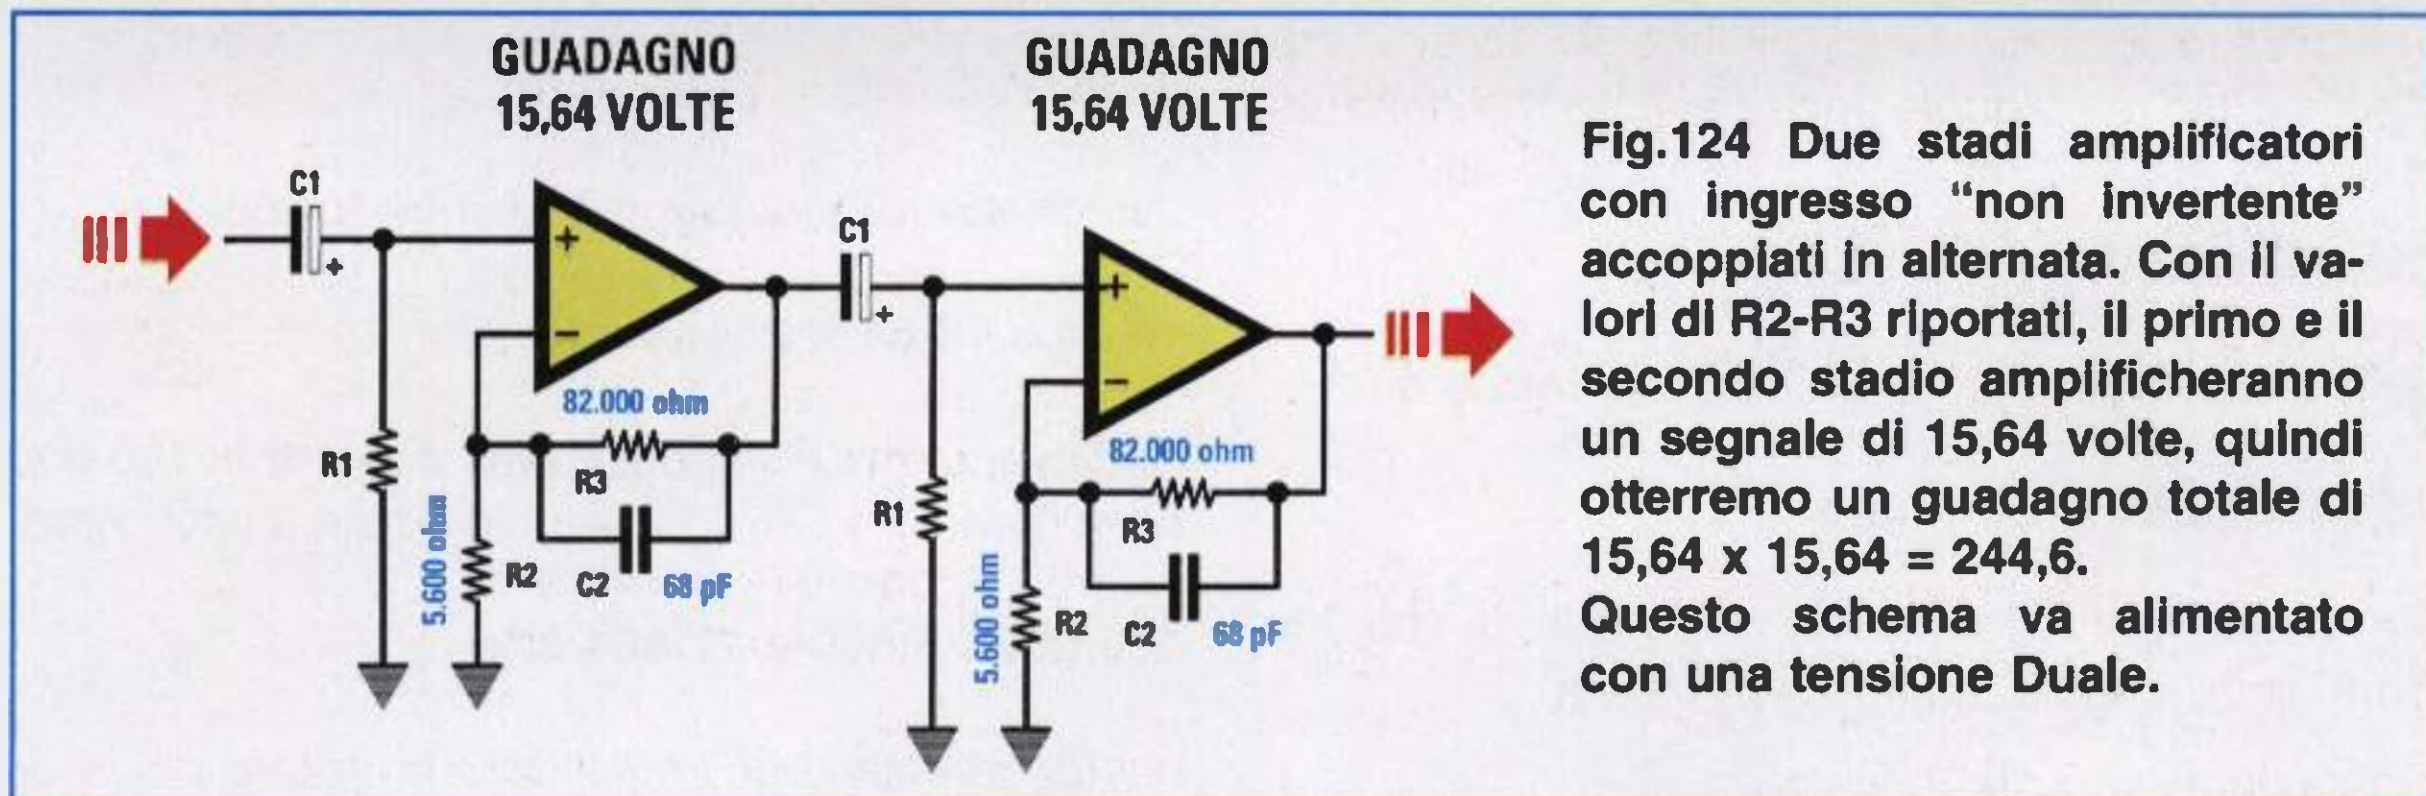 GUADAGNO
15,64 VOLTE
GUADAGNO
15,64 VOLTE
C1
+
+
−
R1
82.000 ohm
R3
5.600 ohm
R2
C2
68 pF
C1
+
+
−
R1
82.000 ohm
R3
5.600 ohm
R2
C2
68 pF
Fig.124 Due stadi amplificatori
con ingresso “non invertente”
accoppiati in alternata. Con il va-
lori di R2-R3 riportati, il primo e il
secondo stadio amplificheranno
un segnale di 15,64 volte, quindi
otterremo un guadagno totale di
15,64 x 15,64 = 244,6.
Questo schema va alimentato
con una tensione Duale.